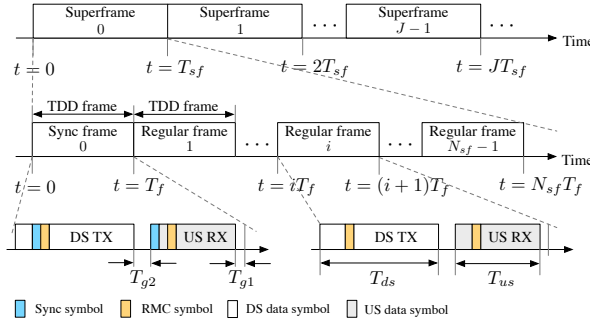 Superframe Superframe Superframe
0 1 ... J − 1
Time
t = 0 t = T_sf t = 2T_sf t = JT_sf
TDD frame TDD frame
Sync frame Regular frame Regular frame Regular frame
0 1 ... i ... N_sf − 1
Time
t = 0 t = T_f t = iT_f t = (i + 1)T_f t = N_sf T_f
DS TX US RX DS TX US RX
T_g2 T_g1 T_ds T_us
Sync symbol RMC symbol DS data symbol US data symbol